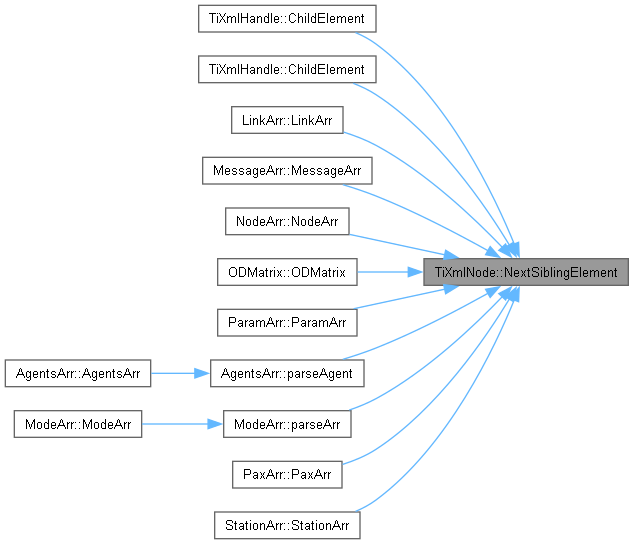 TiXmlHandle::ChildElement
TiXmlHandle::ChildElement
LinkArr::LinkArr
MessageArr::MessageArr
NodeArr::NodeArr
TiXmlNode::NextSiblingElement
ODMatrix::ODMatrix
ParamArr::ParamArr
AgentsArr::AgentsArr
AgentsArr::parseAgent
ModeArr::ModeArr
ModeArr::parseArr
PaxArr::PaxArr
StationArr::StationArr